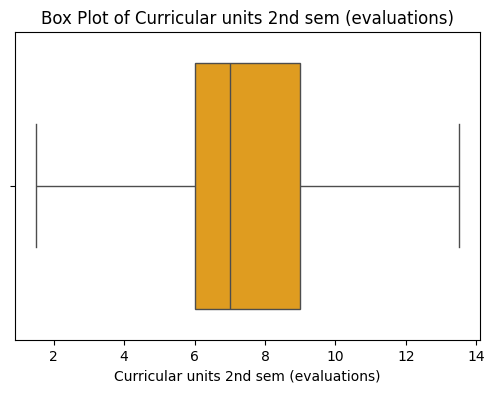 Box Plot of Curricular units 2nd sem (evaluations)
2 4 6 8 10 12 14
Curricular units 2nd sem (evaluations)